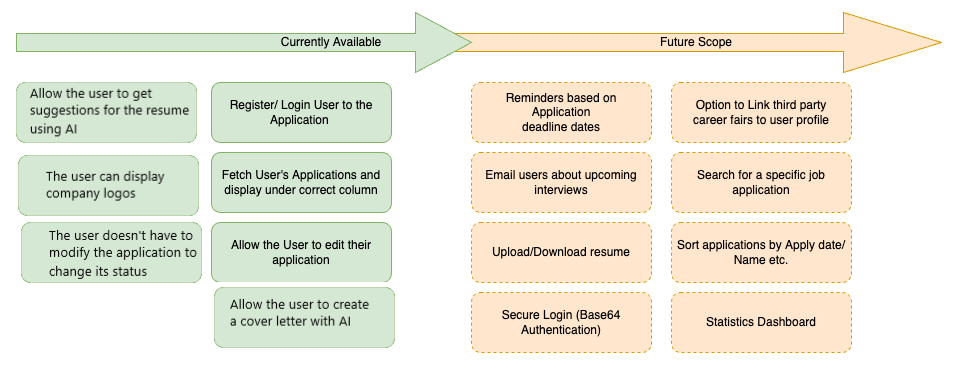 Currently Available
Future Scope
Allow the user to get
suggestions for the resume
using AI
Register/ Login User to the
Application
Reminders based on
Application
deadline dates
Option to Link third party
career fairs to user profile
The user can display
company logos
Fetch User's Applications and
display under correct column
Email users about upcoming
interviews
Search for a specific job
application
The user doesn't have to
modify the application to
change its status
Allow the User to edit their
application
Upload/Download resume
Sort applications by Apply date/
Name etc.
Allow the user to create
a cover letter with AI
Secure Login (Base64
Authentication)
Statistics Dashboard